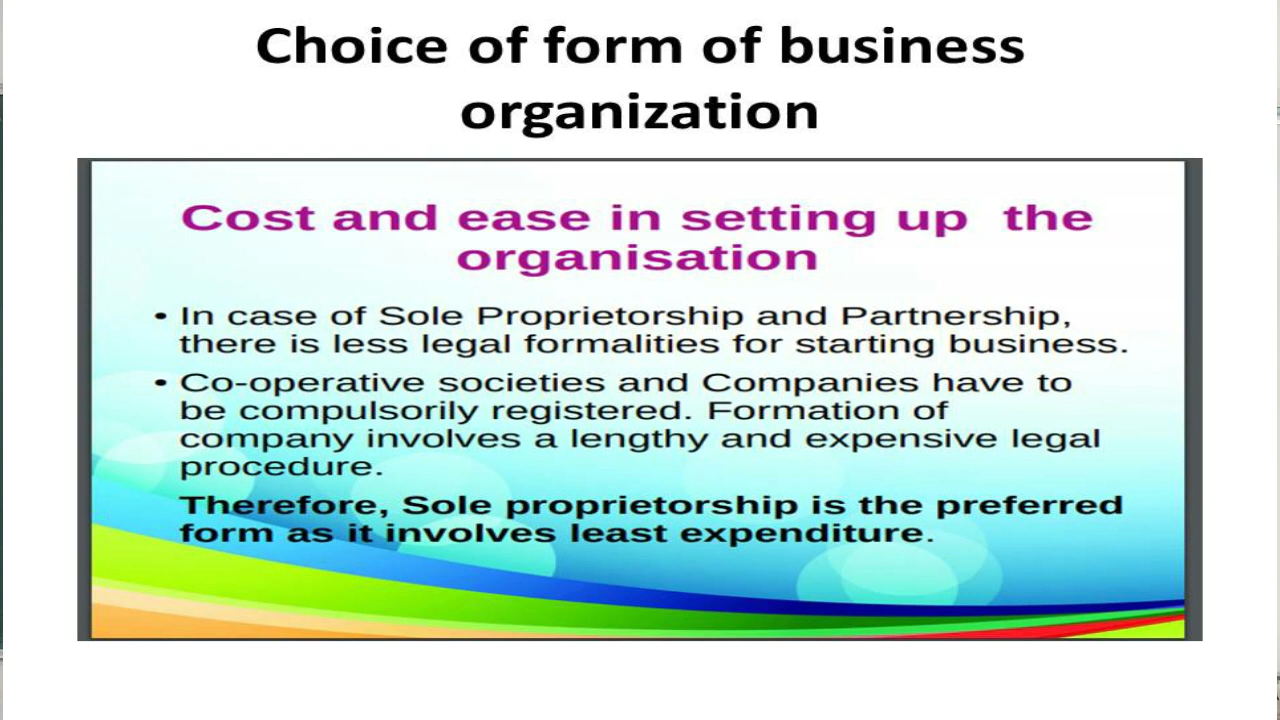 Choice of form of business
organization
Cost and ease in setting up  the
organisation
• In case of Sole Proprietorship and Partnership,
there is less legal formalities for starting business.
• Co-operative societies and Companies have to
be compulsorily registered. Formation of
company involves a lengthy and expensive legal
procedure.
Therefore, Sole proprietorship is the preferred
form as it involves least expenditure.